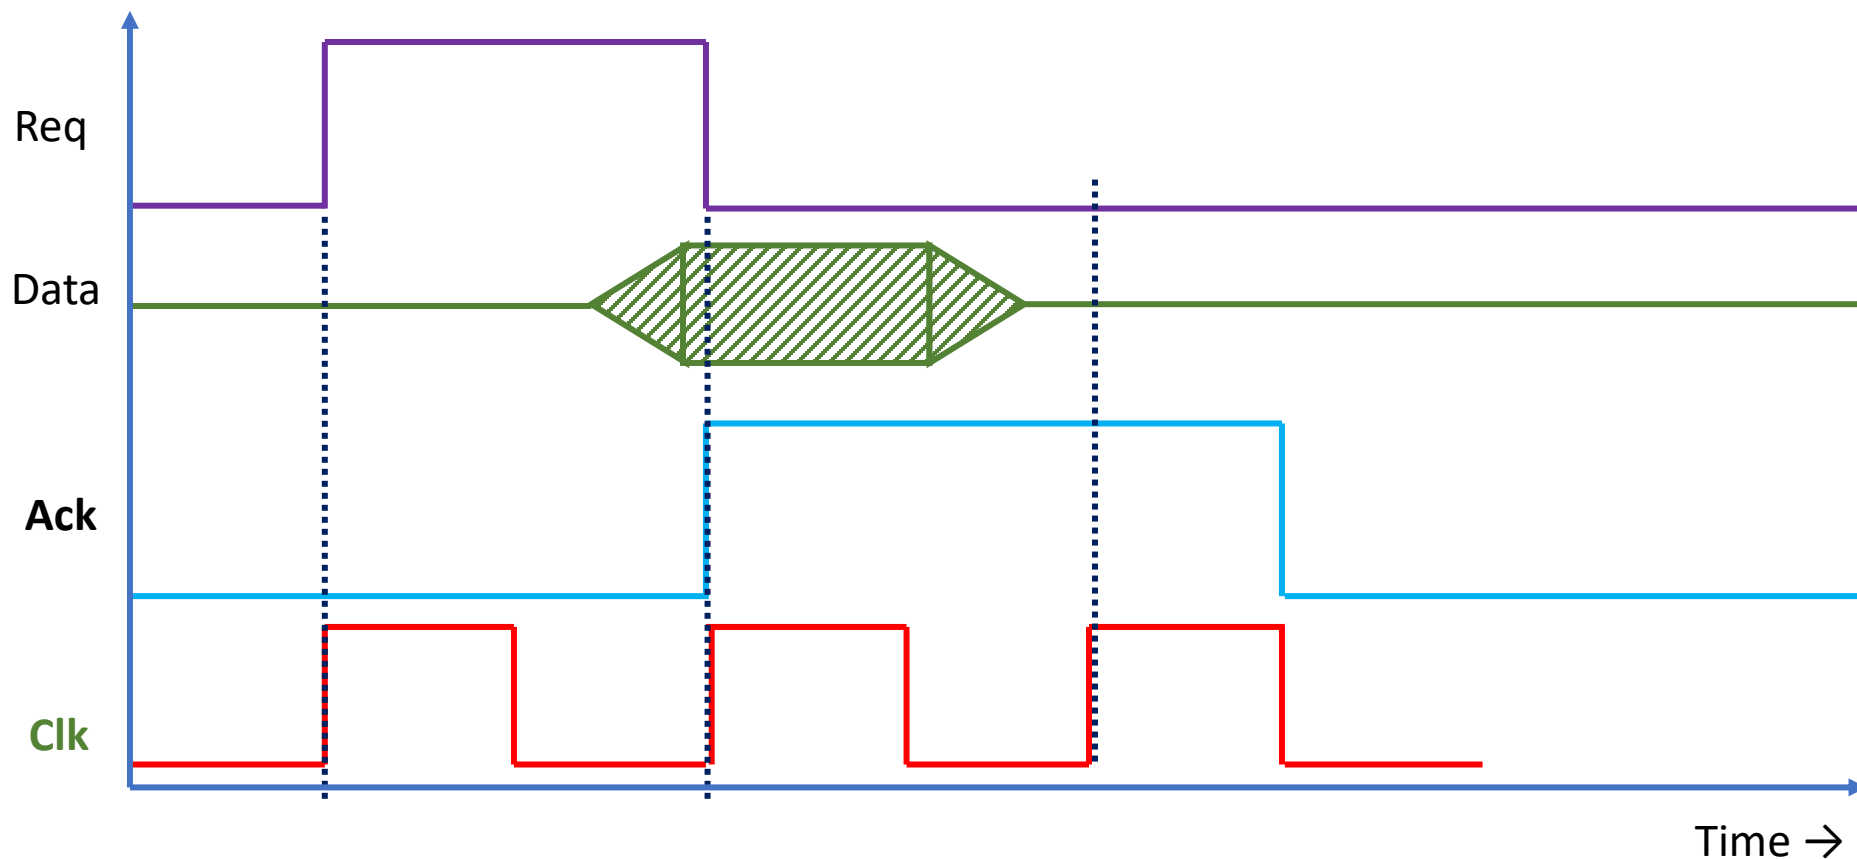 Req
Data
Ack
Clk
Time →